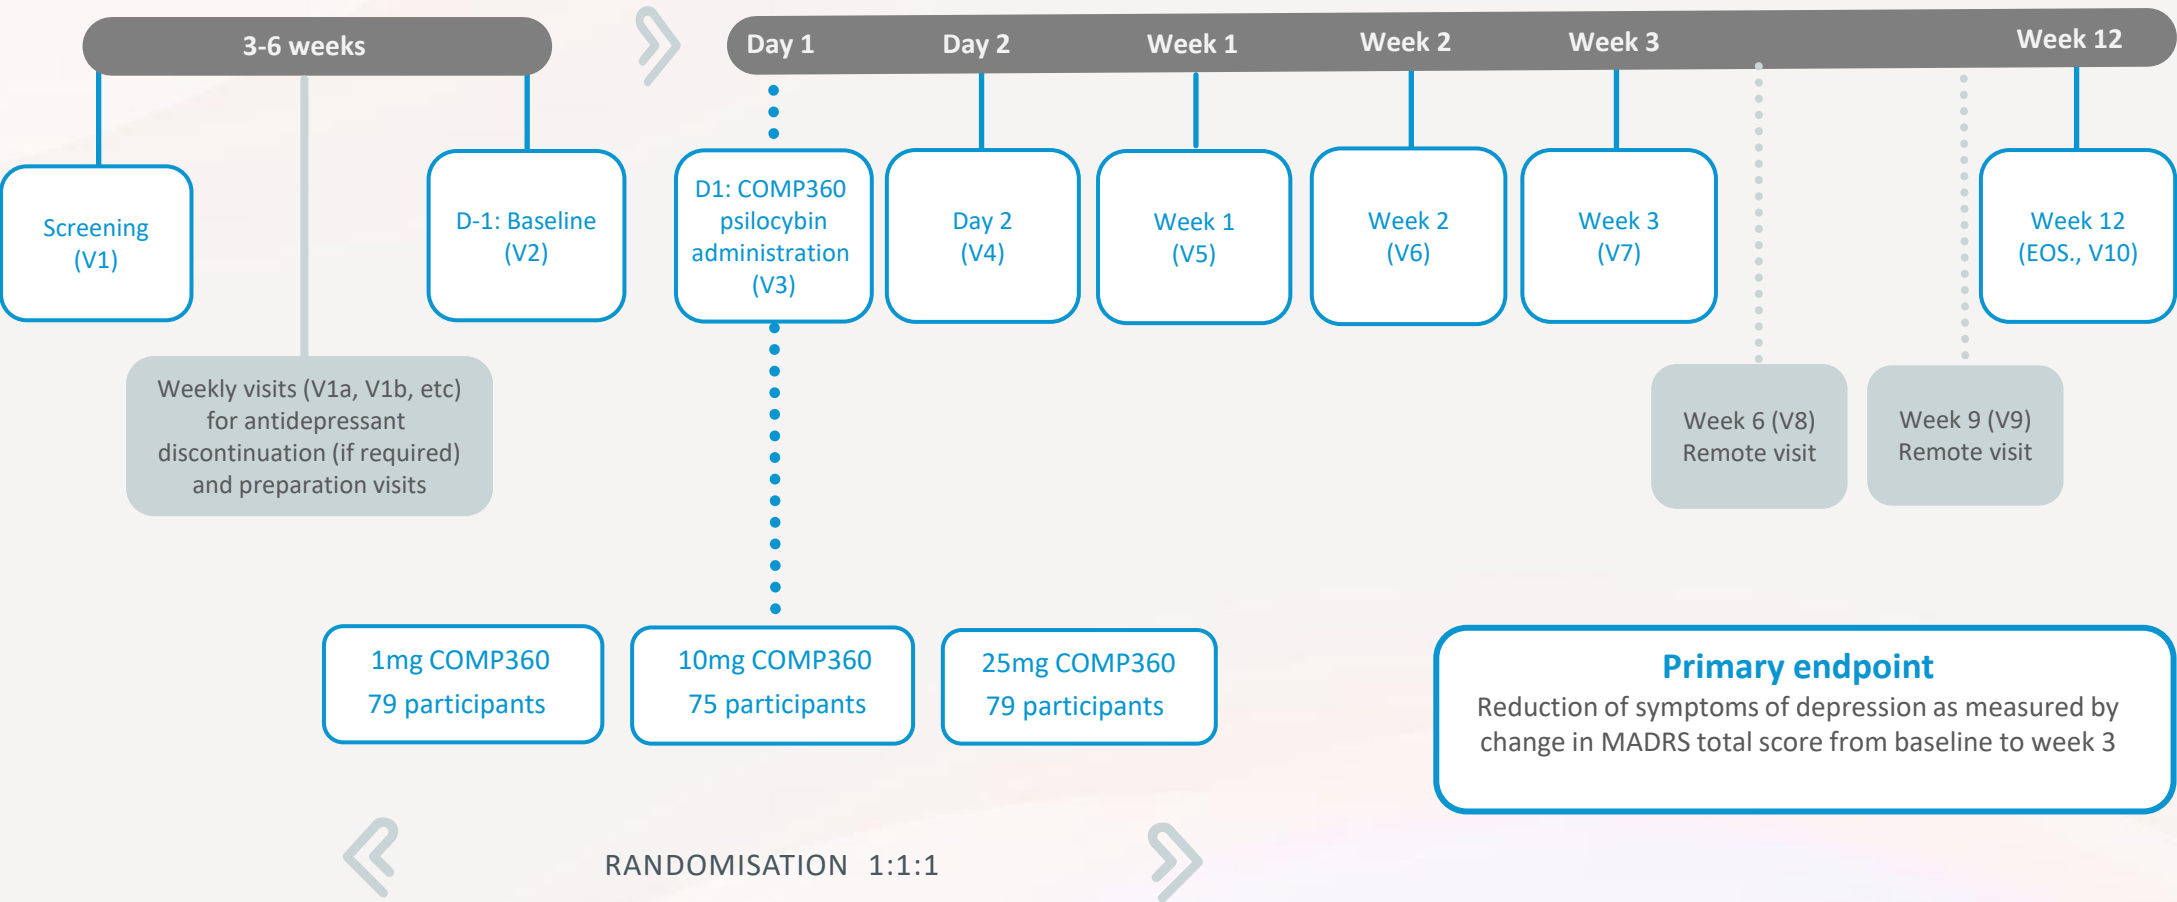 3-6 weeks
Day 1
Day 2
Week 1
Week 2
Week 3
Week 12
Screening
(V1)
D-1: Baseline
(V2)
D1: COMP360
psilocybin
administration
(V3)
Day 2
(V4)
Week 1
(V5)
Week 2
(V6)
Week 3
(V7)
Week 12
(EOS., V10)
Weekly visits (V1a, V1b, etc)
for antidepressant
discontinuation (if required)
and preparation visits
Week 6 (V8)
Remote visit
Week 9 (V9)
Remote visit
1mg COMP360
79 participants
10mg COMP360
75 participants
25mg COMP360
79 participants
Primary endpoint
Reduction of symptoms of depression as measured by
change in MADRS total score from baseline to week 3
RANDOMISATION 1:1:1